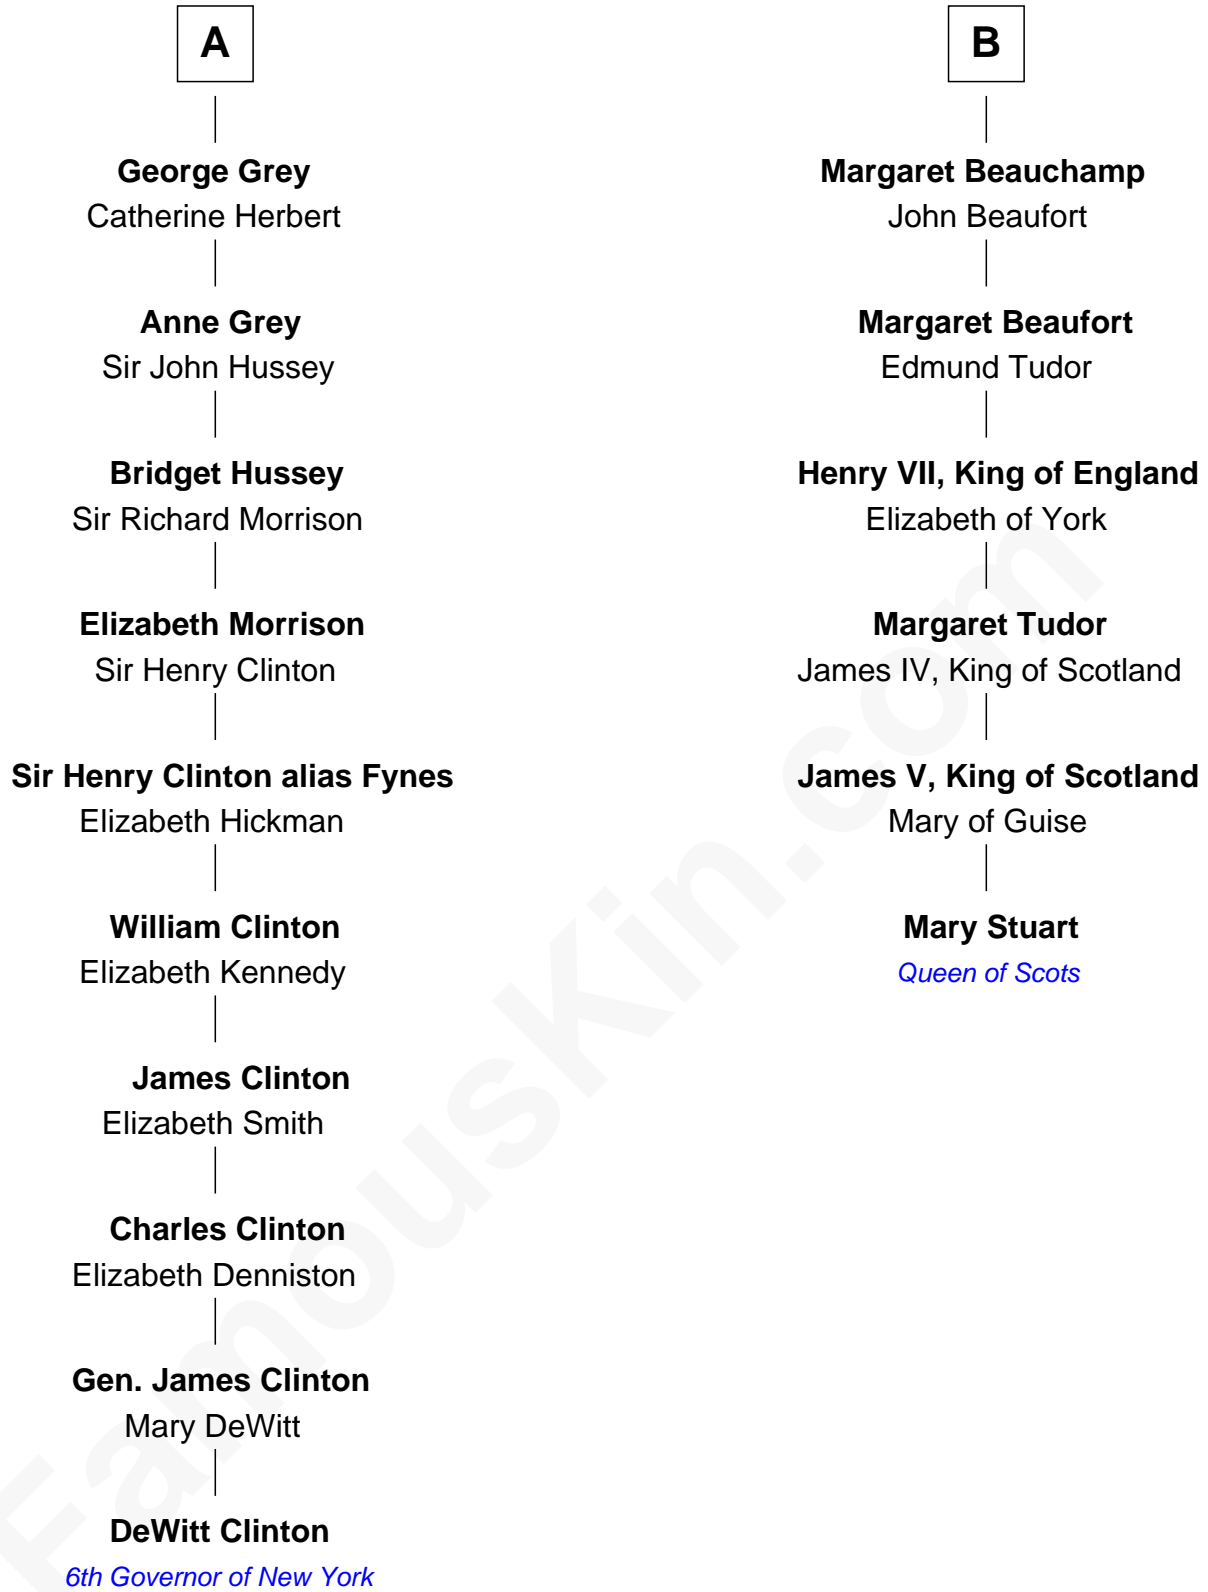 A
George Grey
Catherine Herbert
Anne Grey
Sir John Hussey
Bridget Hussey
Sir Richard Morrison
Elizabeth Morrison
Sir Henry Clinton
Sir Henry Clinton alias Fynes
Elizabeth Hickman
William Clinton
Elizabeth Kennedy
James Clinton
Elizabeth Smith
Charles Clinton
Elizabeth Denniston
Gen. James Clinton
Mary DeWitt
DeWitt Clinton
6th Governor of New York
B
Margaret Beauchamp
John Beaufort
Margaret Beaufort
Edmund Tudor
Henry VII, King of England
Elizabeth of York
Margaret Tudor
James IV, King of Scotland
James V, King of Scotland
Mary of Guise
Mary Stuart
Queen of Scots
FamousKin.com